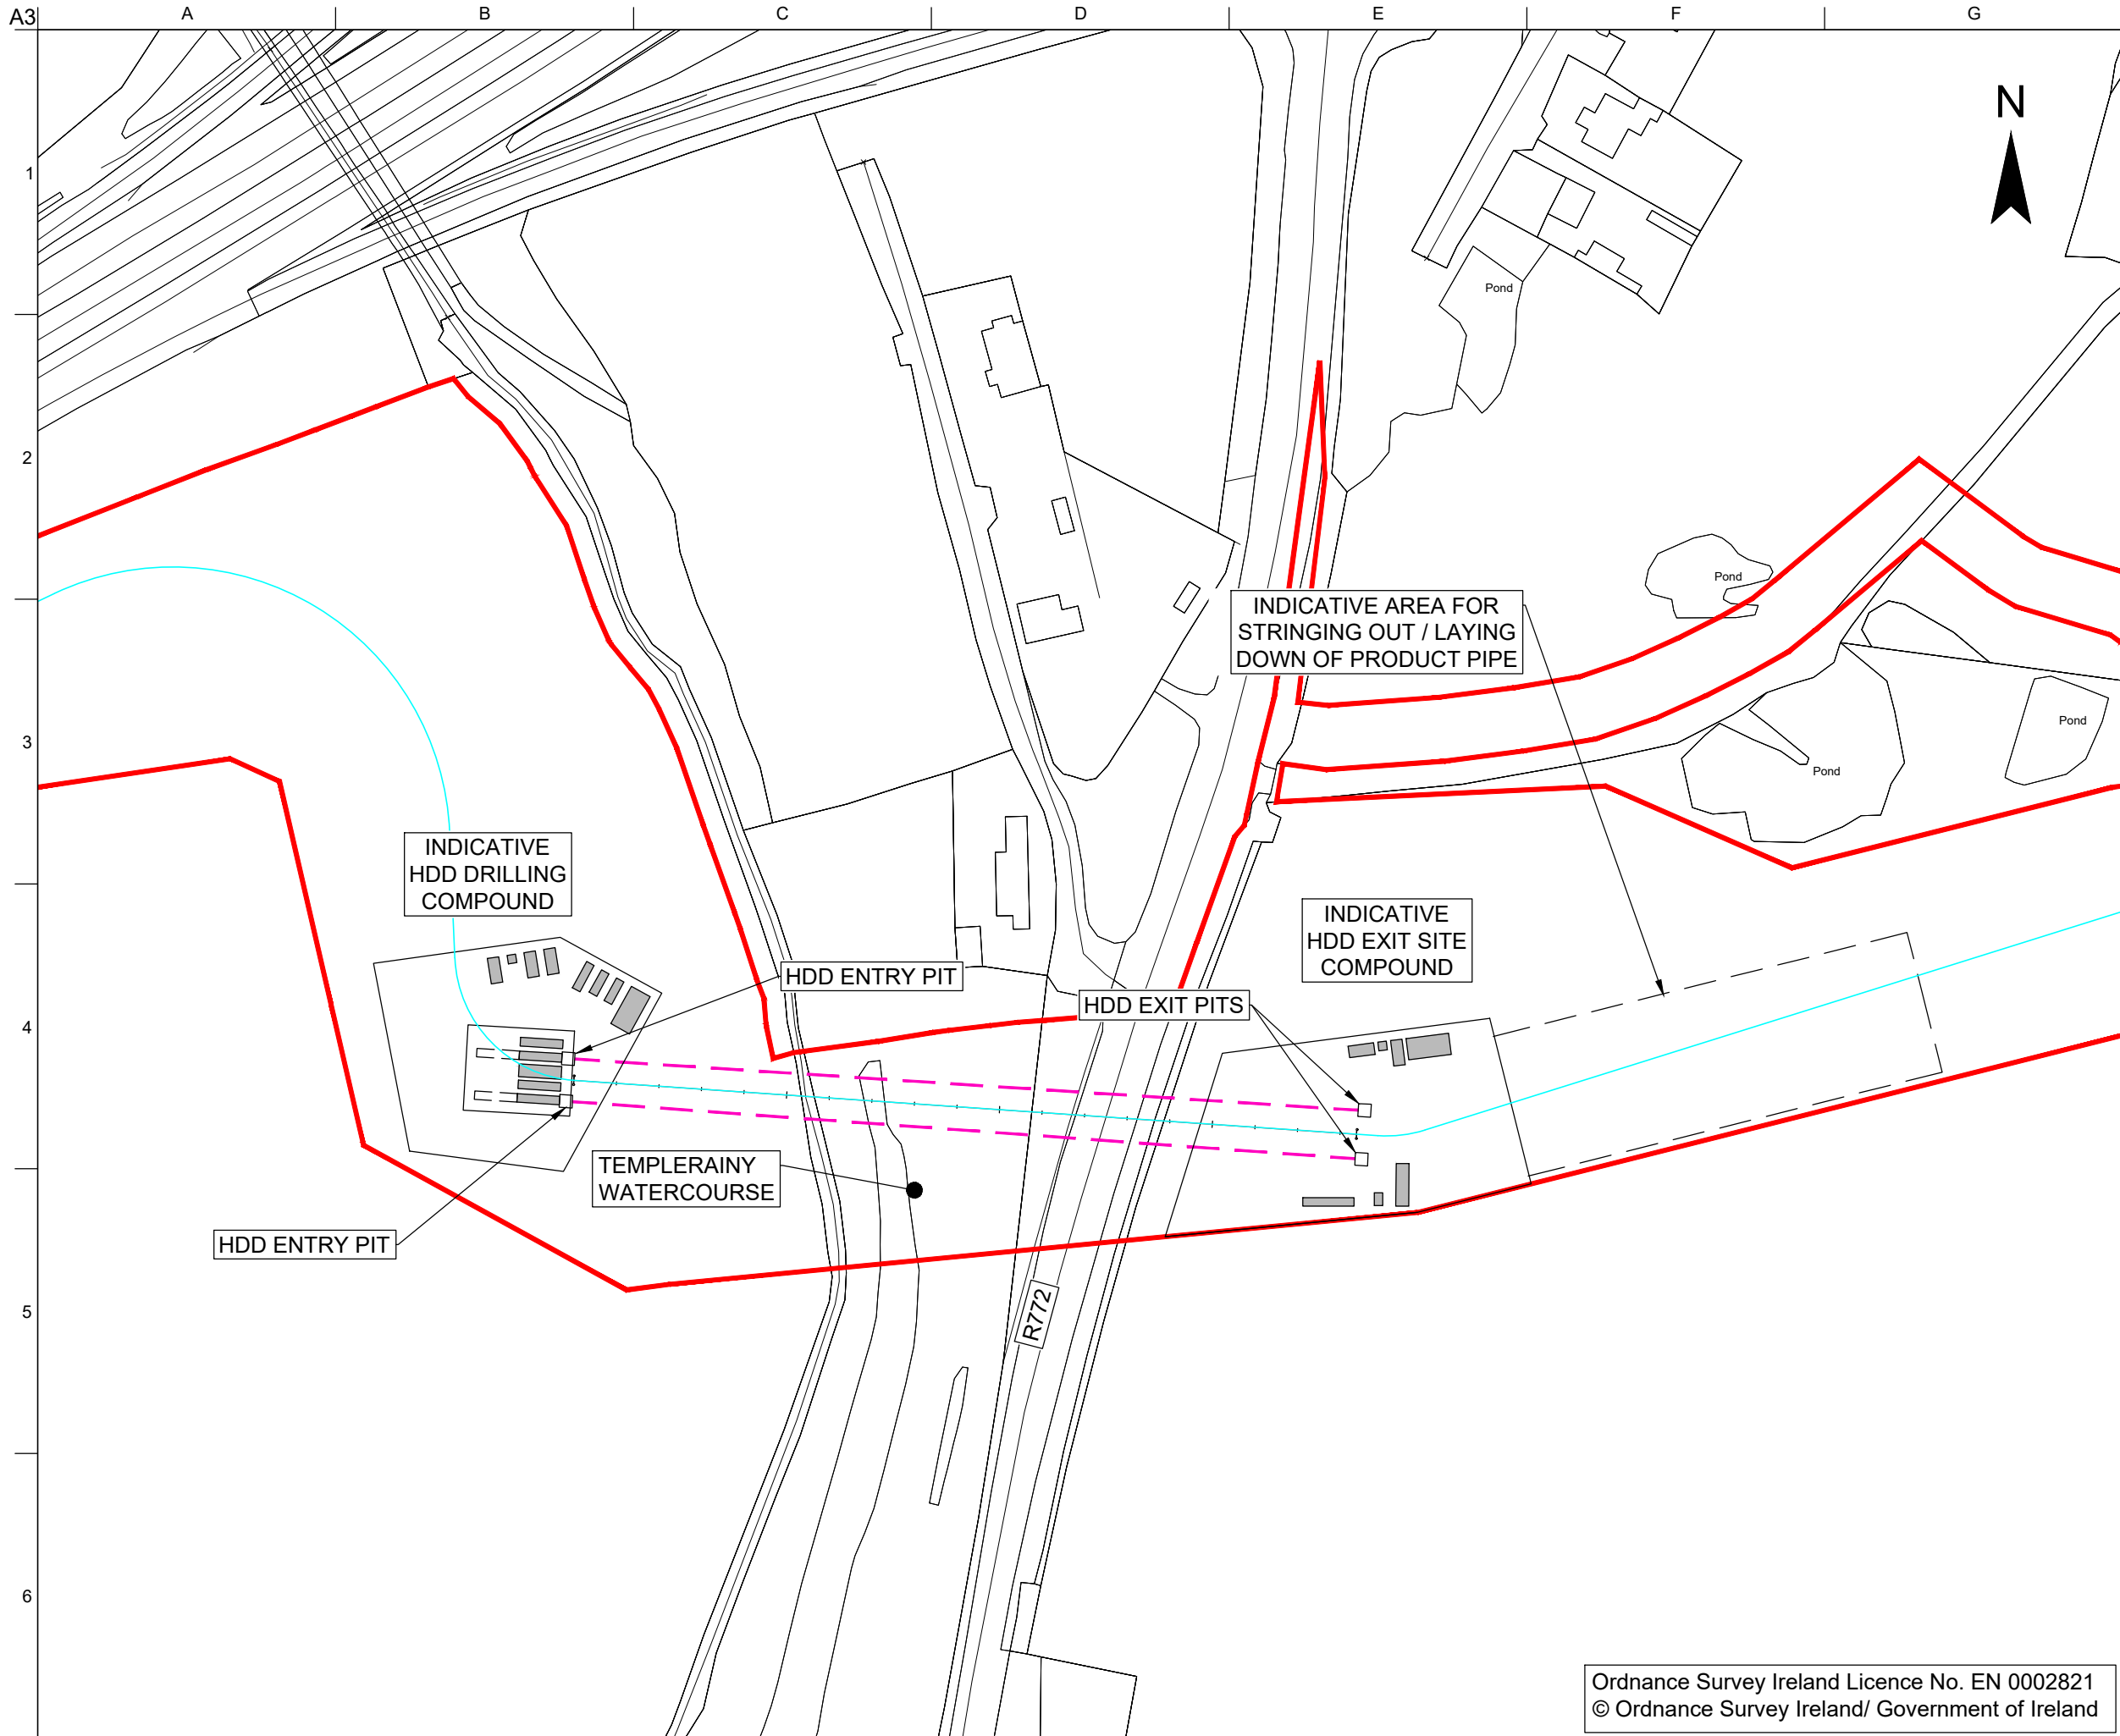 A3
A
B
C
D
E
F
G
1
2
3
4
5
6
N
Pond
Pond
Pond
Pond
INDICATIVE AREA FOR
STRINGING OUT / LAYING
DOWN OF PRODUCT PIPE
INDICATIVE
HDD DRILLING
COMPOUND
INDICATIVE
HDD EXIT SITE
COMPOUND
HDD ENTRY PIT
HDD EXIT PITS
TEMPLERAINY
WATERCOURSE
HDD ENTRY PIT
R772
Ordnance Survey Ireland Licence No. EN 0002821
© Ordnance Survey Ireland/ Government of Ireland